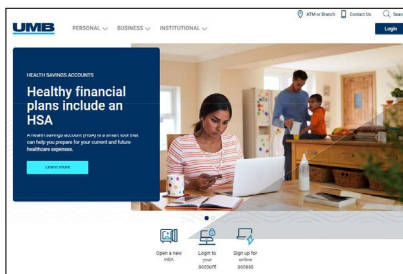 ATM or Branch Contact Us Sear
UMB PERSONAL BUSINESS INSTITUTIONAL Login
HEALTH SAVINGS ACCOUNTS
Healthy financial
plans include an
HSA
A health savings account (HSA) is a smart tool that
can help you prepare for your current and future
healthcare expenses.
Learn more
Open a new
HSA
Login to
your
account
Sign up for
online
access